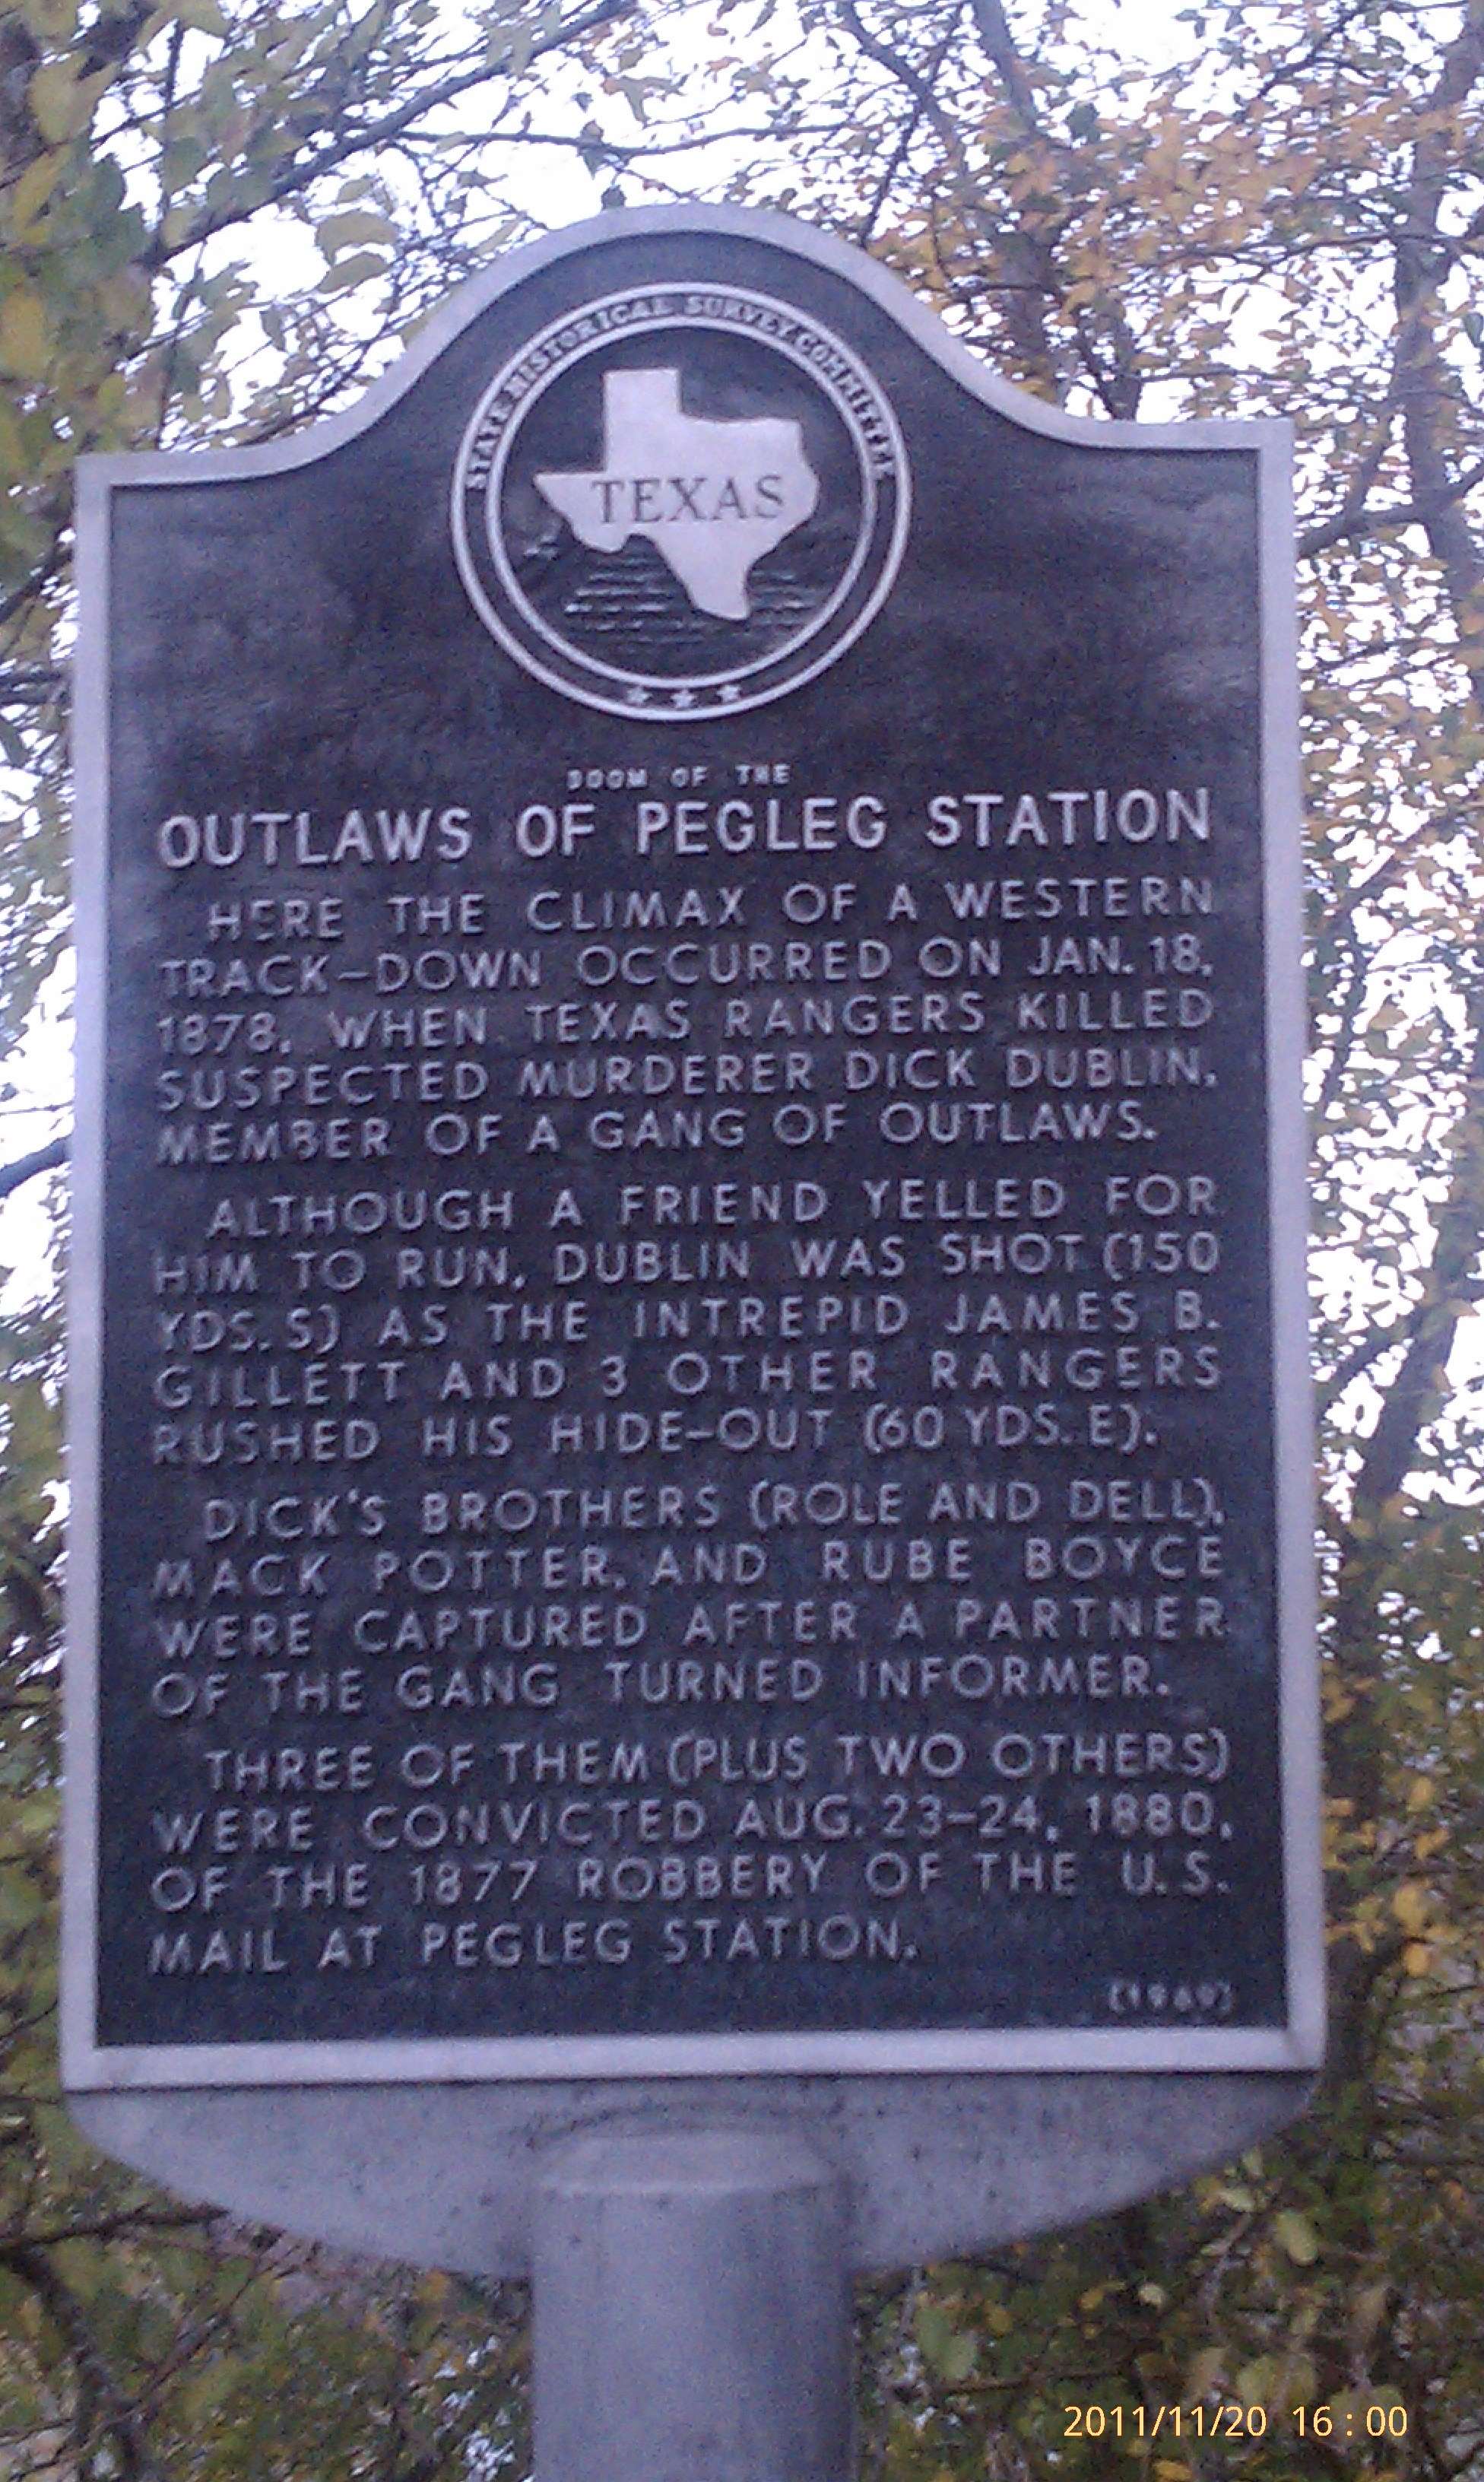 STATE HISTORICAL SURVEY COMMITTEE
TEXAS
DOOM OF THE
OUTLAWS OF PEGLEG STATION
HERE THE CLIMAX OF A WESTERN
TRACK-DOWN OCCURRED ON JAN. 18,
1878, WHEN TEXAS RANGERS KILLED
SUSPECTED MURDERER DICK DUBLIN,
MEMBER OF A GANG OF OUTLAWS.
ALTHOUGH A FRIEND YELLED FOR
HIM TO RUN, DUBLIN WAS SHOT (150
YDS. S) AS THE INTREPID JAMES B.
GILLETT AND 3 OTHER RANGERS
RUSHED HIS HIDE-OUT (60 YDS. E).
DICK'S BROTHERS (ROLE AND DELL),
MACK POTTER, AND RUBE BOYCE
WERE CAPTURED AFTER A PARTNER
OF THE GANG TURNED INFORMER.
THREE OF THEM (PLUS TWO OTHERS)
WERE CONVICTED AUG. 23-24, 1880,
OF THE 1877 ROBBERY OF THE U.S.
MAIL AT PEGLEG STATION.
(1969)
2011/11/20 16:00